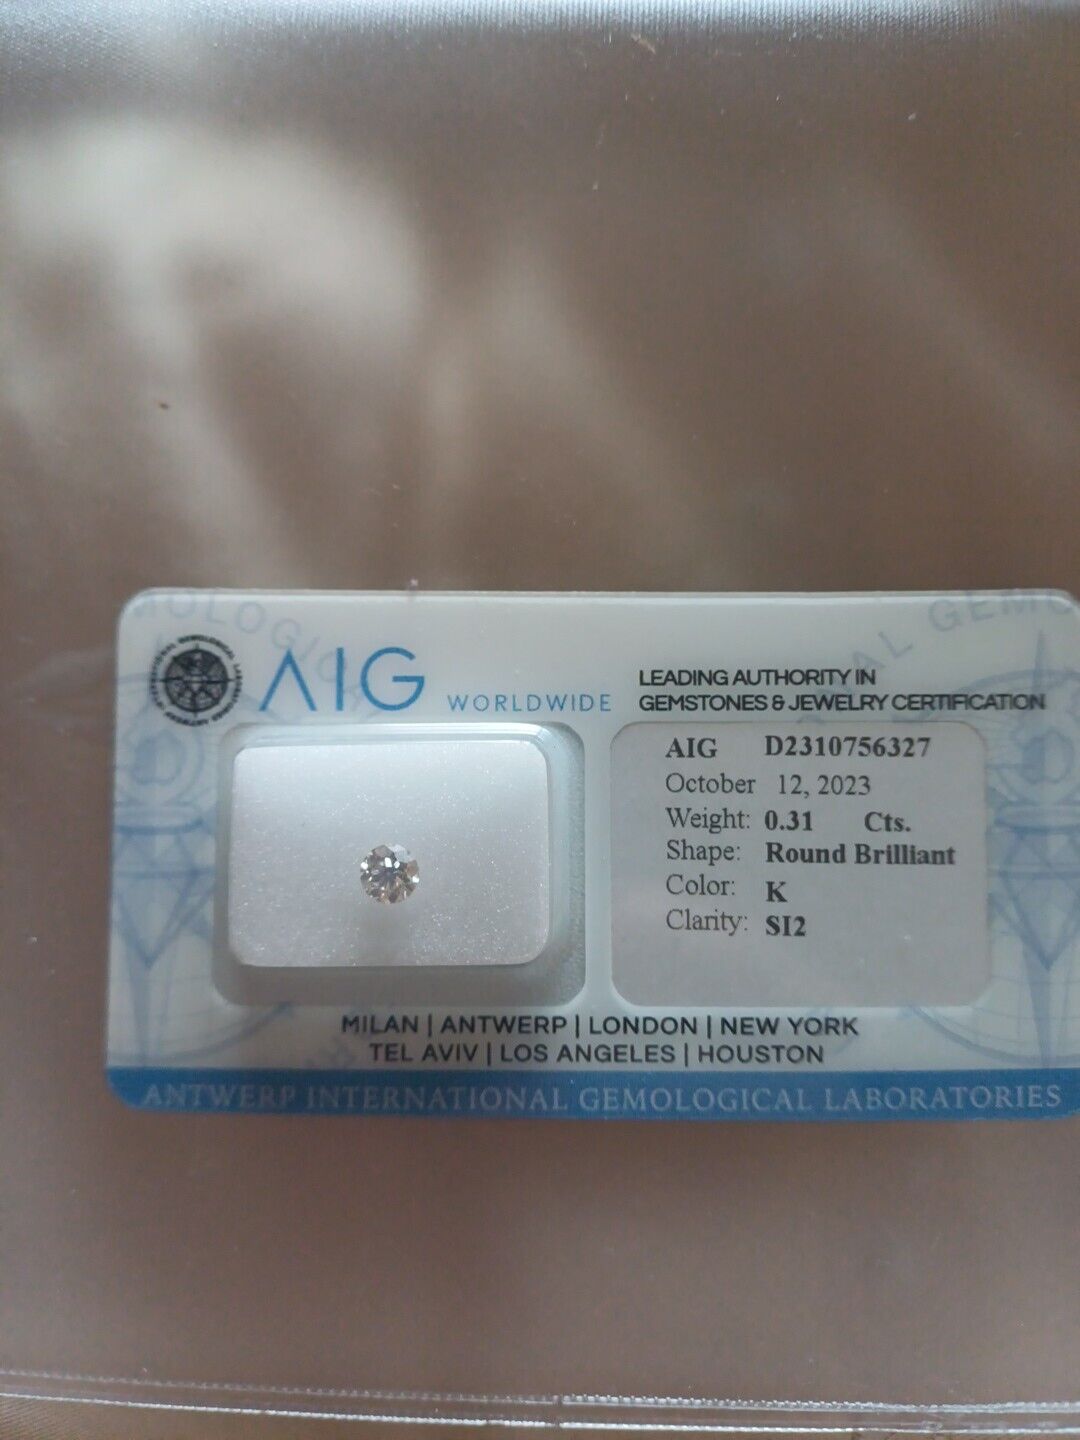 AIG WORLDWIDE
LEADING AUTHORITY IN
GEMSTONES & JEWELRY CERTIFICATION
AIG D2310756327
October 12, 2023
Weight: 0.31 Cts.
Shape: Round Brilliant
Color: K
Clarity: SI2
MILAN | ANTWERP | LONDON | NEW YORK
TEL AVIV | LOS ANGELES | HOUSTON
ANTWERP INTERNATIONAL GEMOLOGICAL LABORATORIES